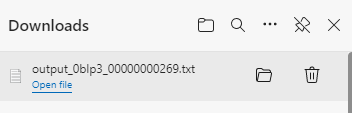 Downloads
output_0blp3_00000000269.txt
Open file